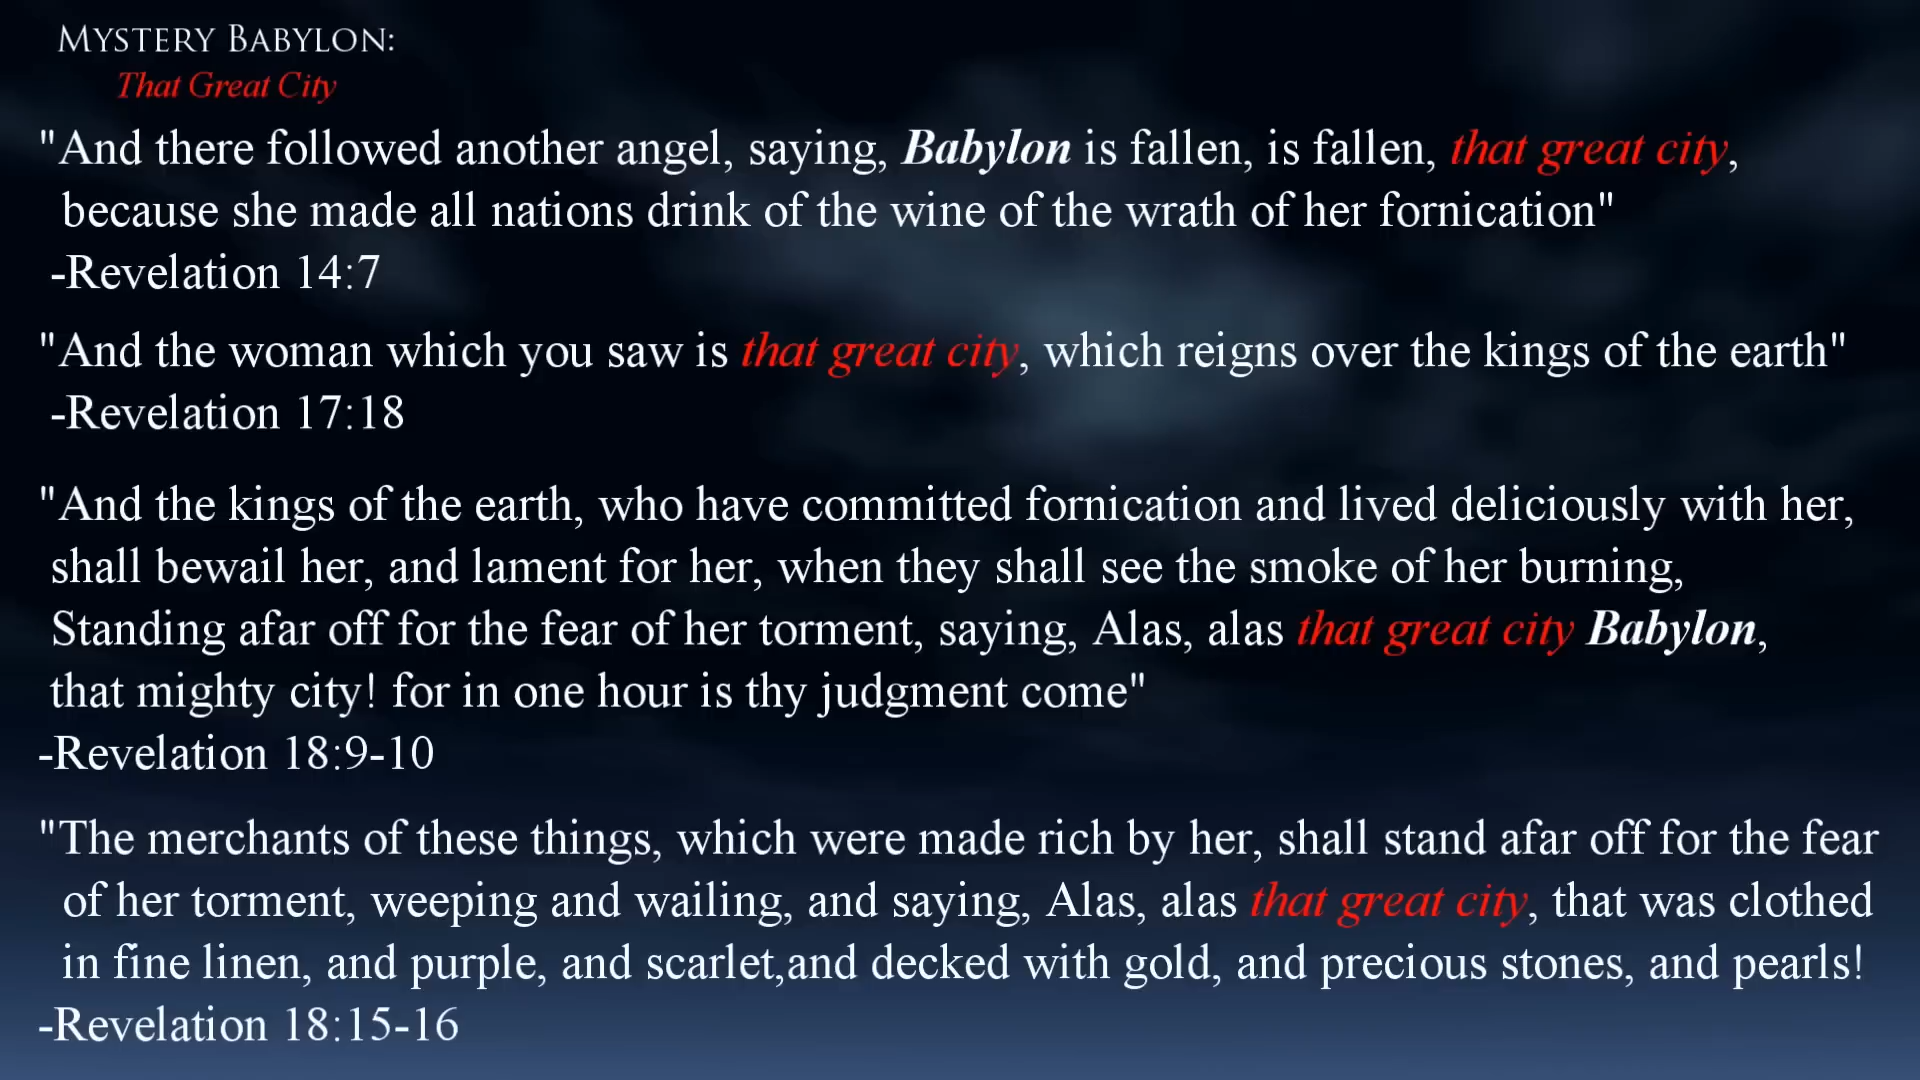 Mystery Babylon:
That Great City
"And there followed another angel, saying, Babylon is fallen, is fallen, that great city,
because she made all nations drink of the wine of the wrath of her fornication"
-Revelation 14:7
"And the woman which you saw is that great city, which reigns over the kings of the earth"
-Revelation 17:18
"And the kings of the earth, who have committed fornication and lived deliciously with her,
shall bewail her, and lament for her, when they shall see the smoke of her burning,
Standing afar off for the fear of her torment, saying, Alas, alas that great city Babylon,
that mighty city! for in one hour is thy judgment come"
-Revelation 18:9-10
"The merchants of these things, which were made rich by her, shall stand afar off for the fear
of her torment, weeping and wailing, and saying, Alas, alas that great city, that was clothed
in fine linen, and purple, and scarlet,and decked with gold, and precious stones, and pearls!
-Revelation 18:15-16